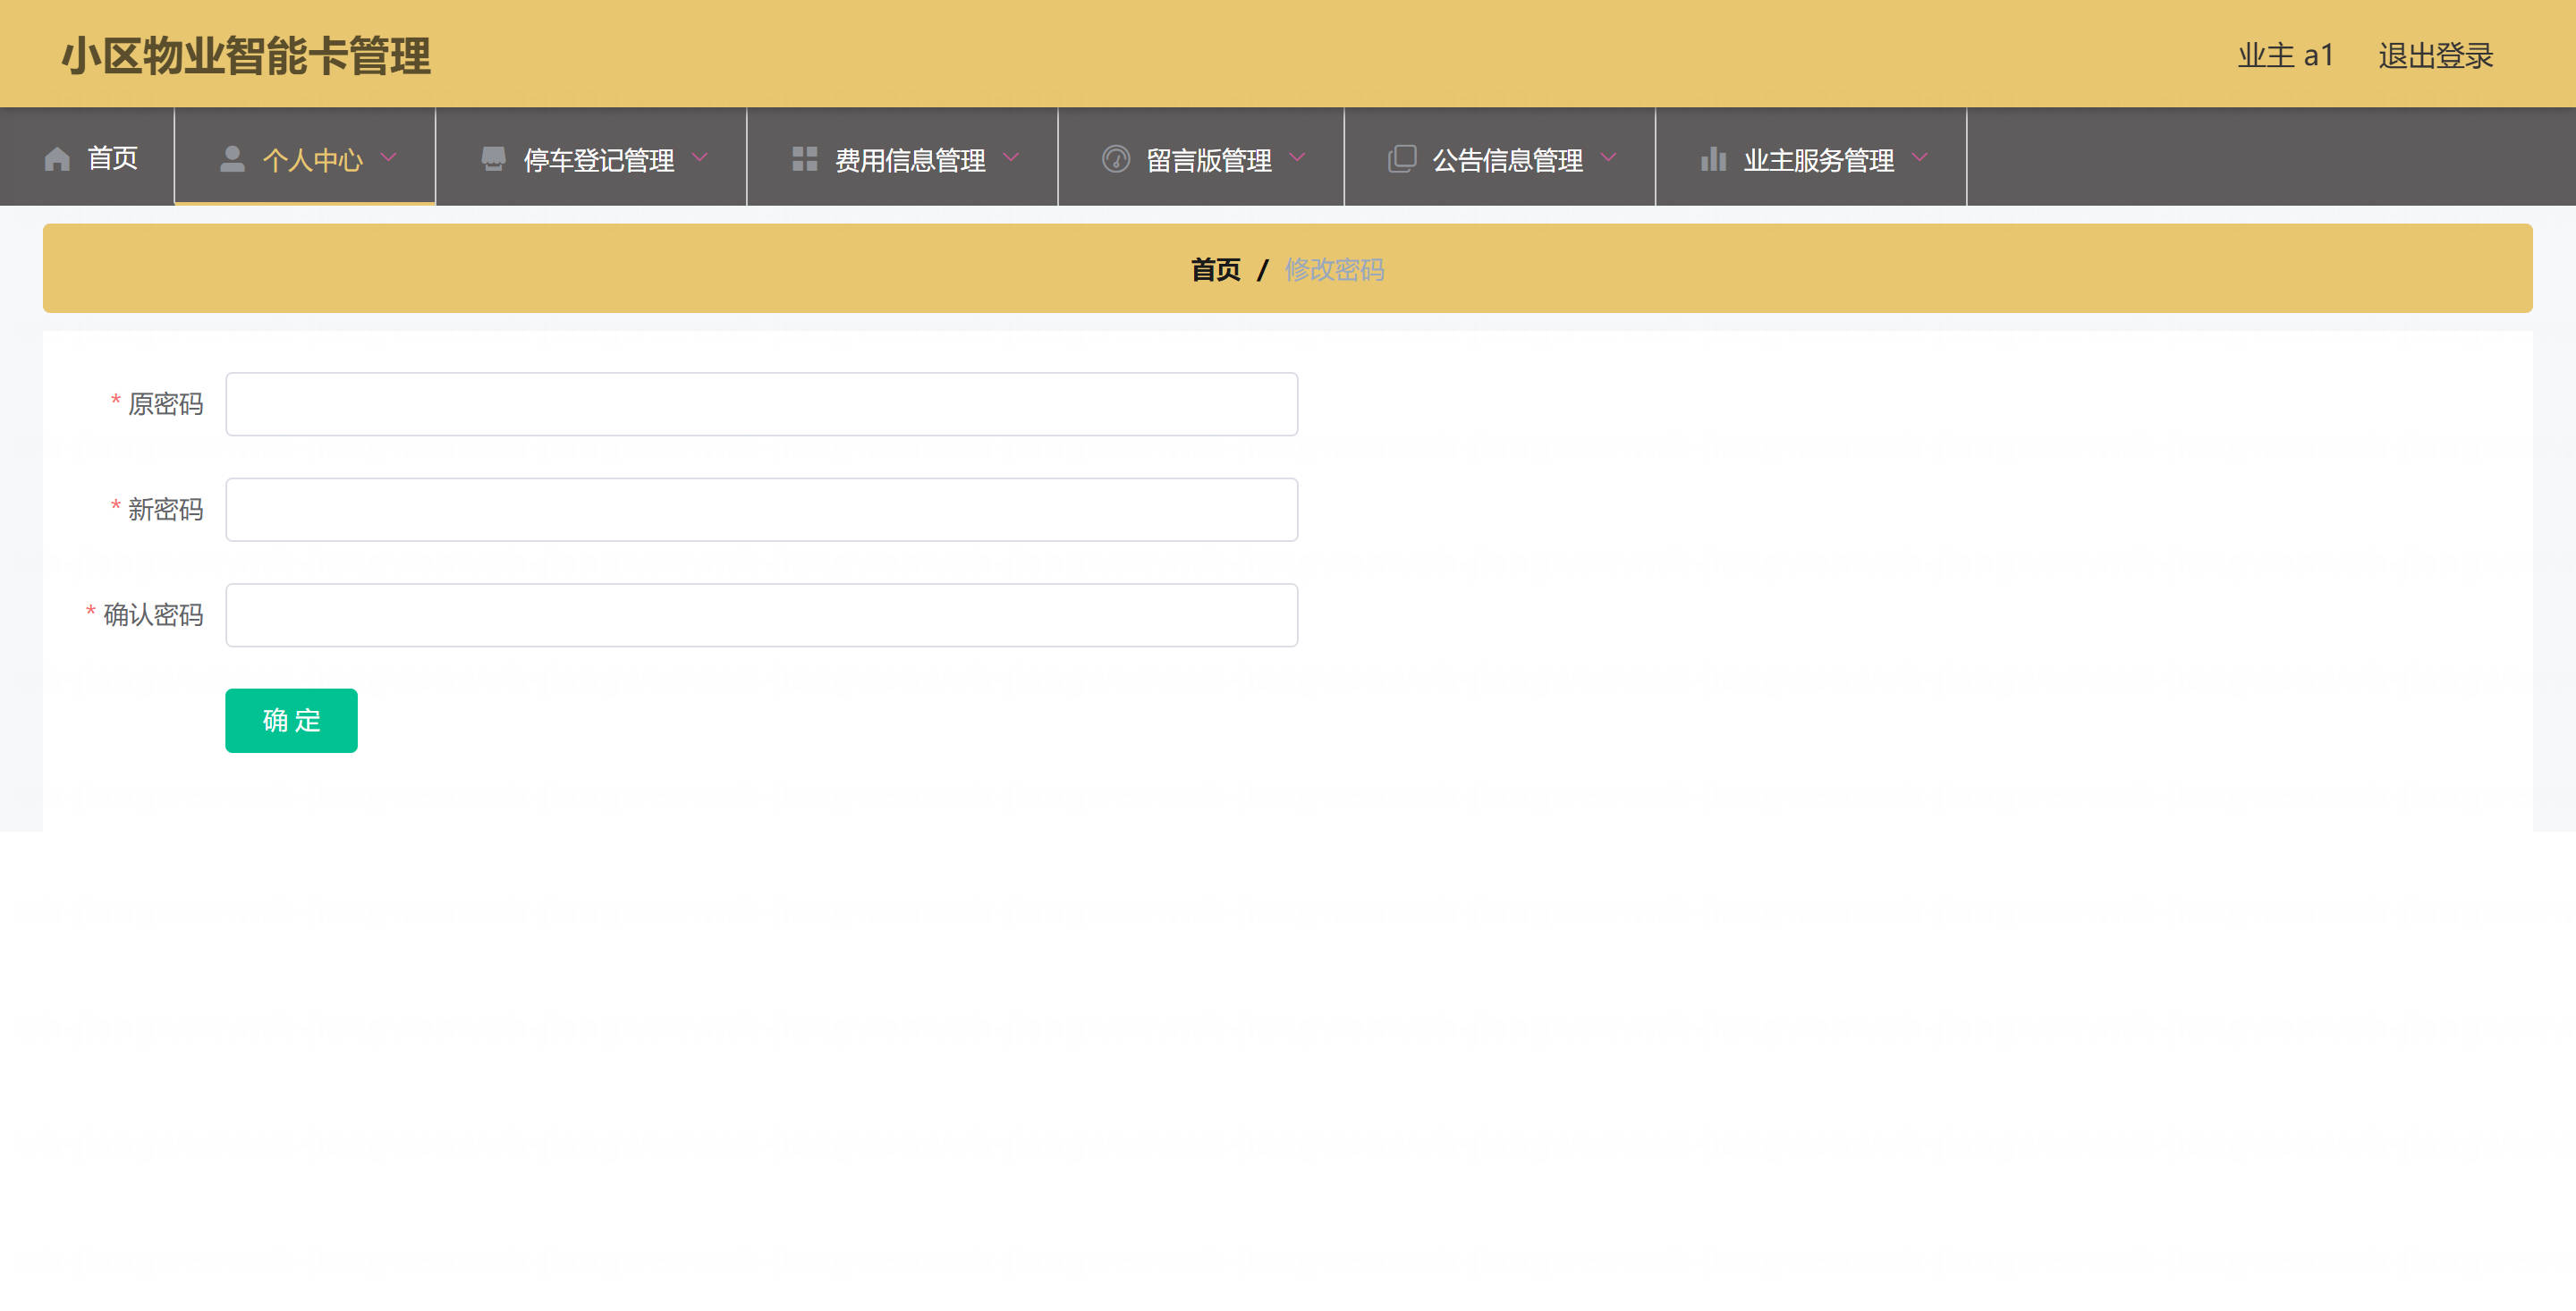 小区物业智能卡管理
业主 a1 退出登录
首页 个人中心 停车登记管理 费用信息管理 留言版管理 公告信息管理 业主服务管理
首页 / 修改密码
* 原密码
* 新密码
* 确认密码
确 定